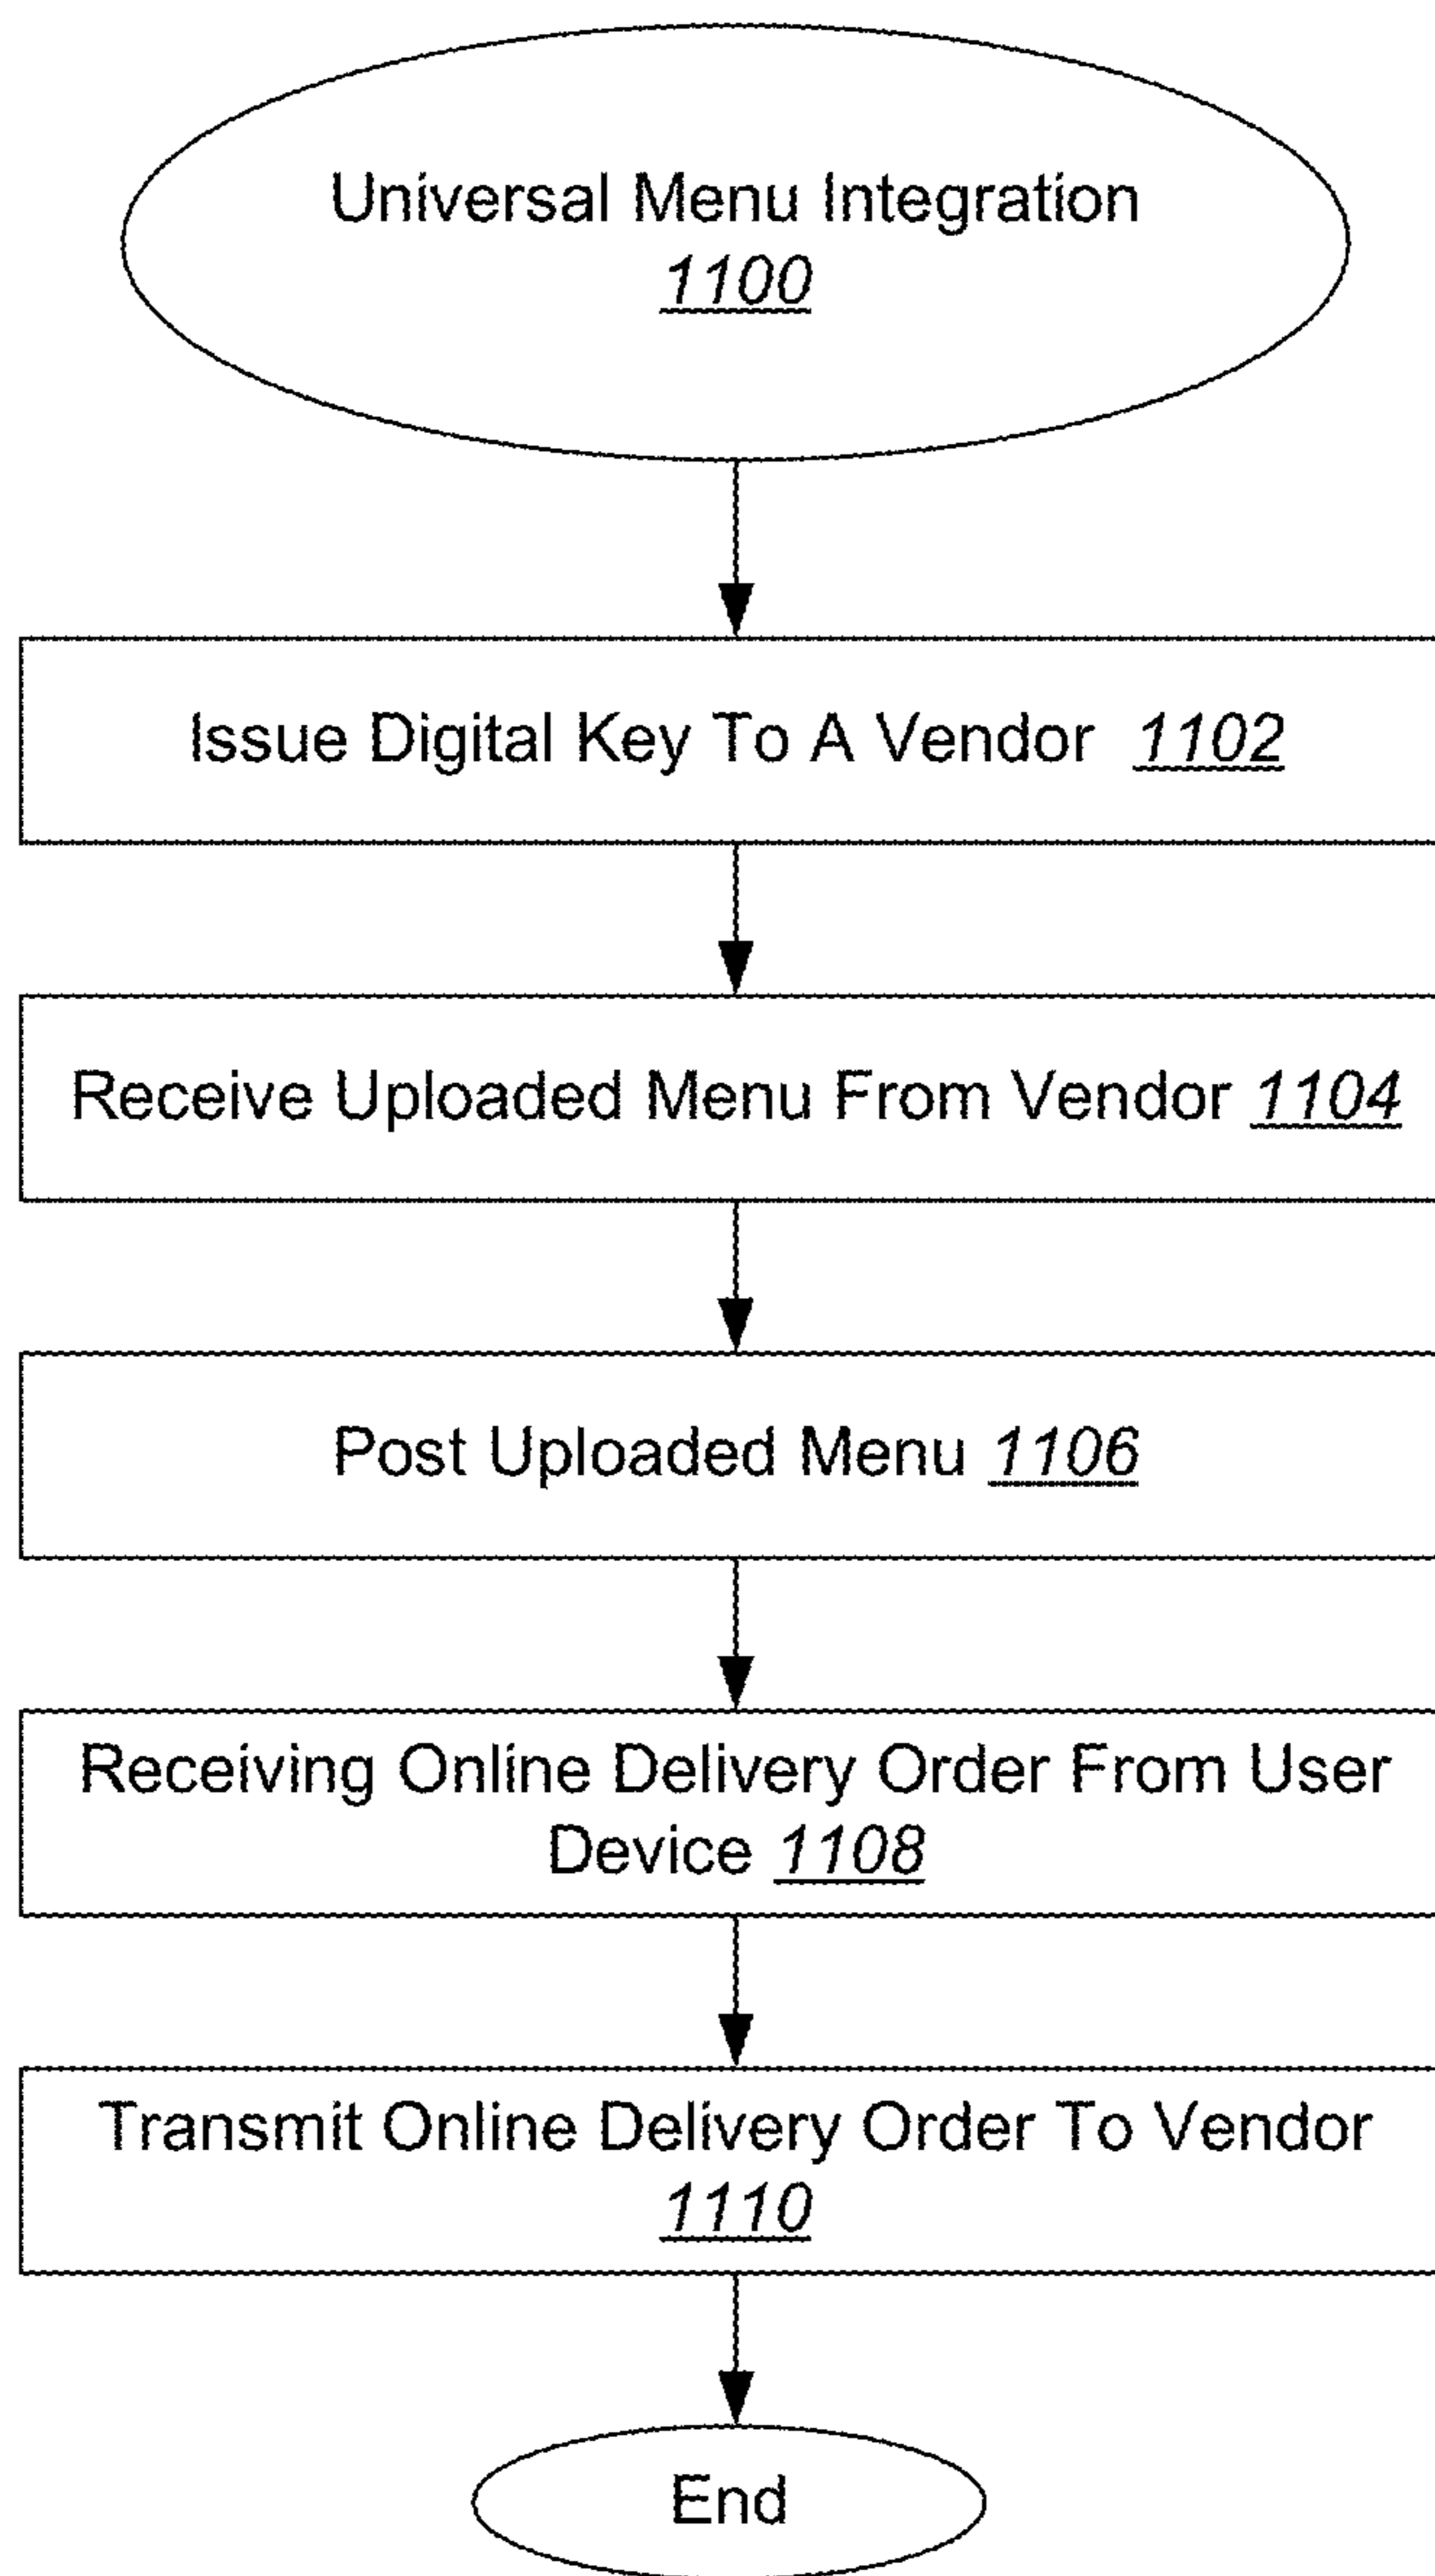 Universal Menu Integration
1100
Issue Digital Key To A Vendor 1102
Receive Uploaded Menu From Vendor 1104
Post Uploaded Menu 1106
Receiving Online Delivery Order From User
Device 1108
Transmit Online Delivery Order To Vendor
1110
End